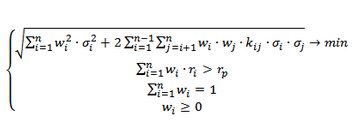 √(∑ᵢ₌₁ⁿ wᵢ² · σᵢ² + 2 ∑ᵢ₌₁ⁿ⁻¹ ∑ⱼ₌ᵢ₊₁ⁿ wᵢ · wⱼ · kᵢⱼ · σᵢ · σⱼ) → min
∑ᵢ₌₁ⁿ wᵢ · rᵢ > rₚ
∑ᵢ₌₁ⁿ wᵢ = 1
wᵢ ≥ 0